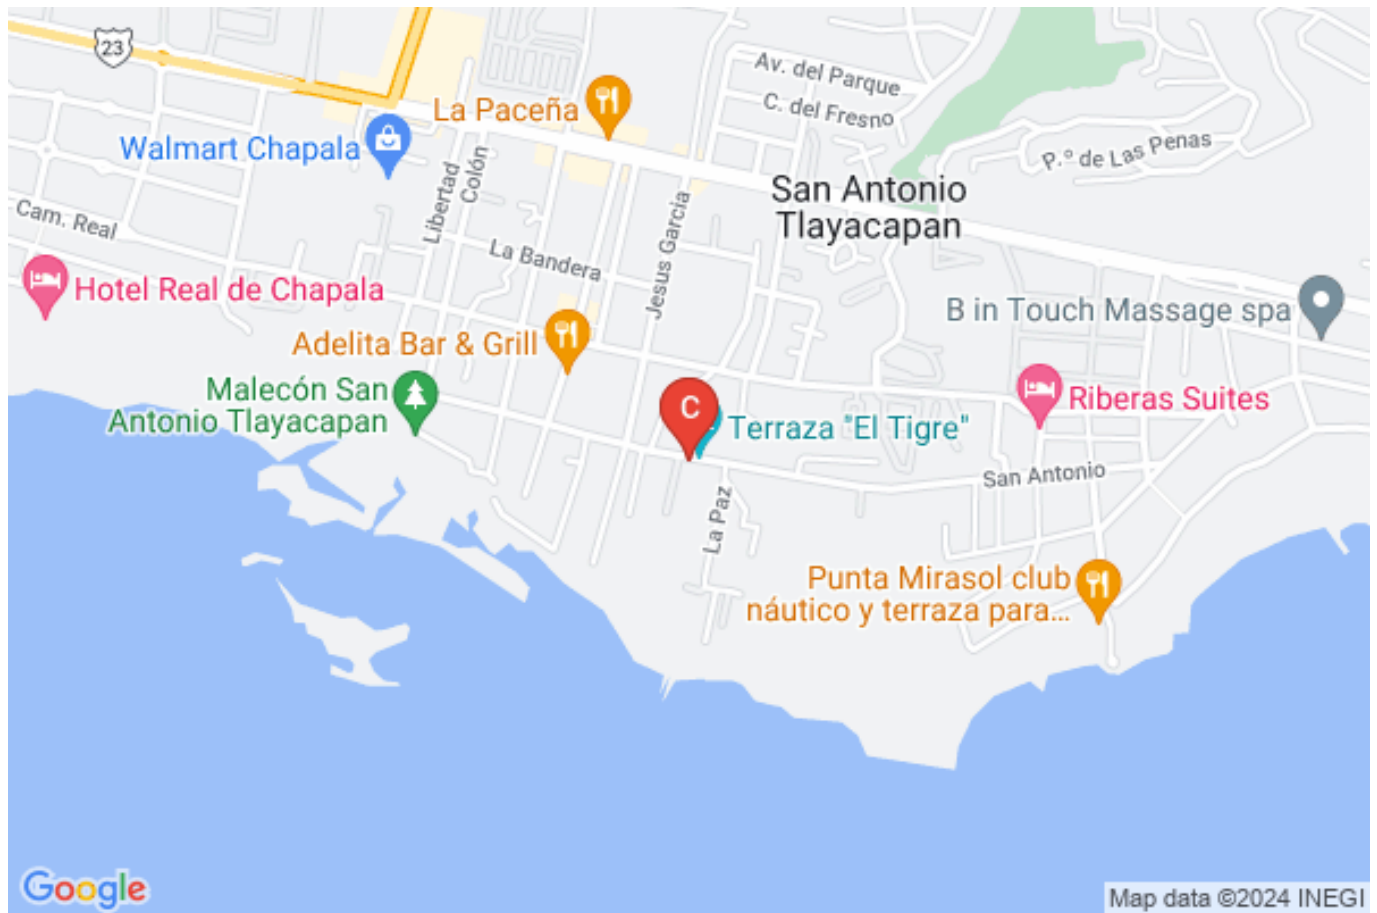 23
Av. del Parque
La Paceña
C. del Fresno
Walmart Chapala
P.º de Las Penas
Libertad
Colón
San Antonio
Tlayacapan
Cam. Real
La Bandera
Jesus Garcia
Hotel Real de Chapala
B in Touch Massage spa
Adelita Bar & Grill
Malecón San
Antonio Tlayacapan
Riberas Suites
C
Terraza "El Tigre"
San Antonio
La Paz
Punta Mirasol club
náutico y terraza para...
Google
Map data ©2024 INEGI